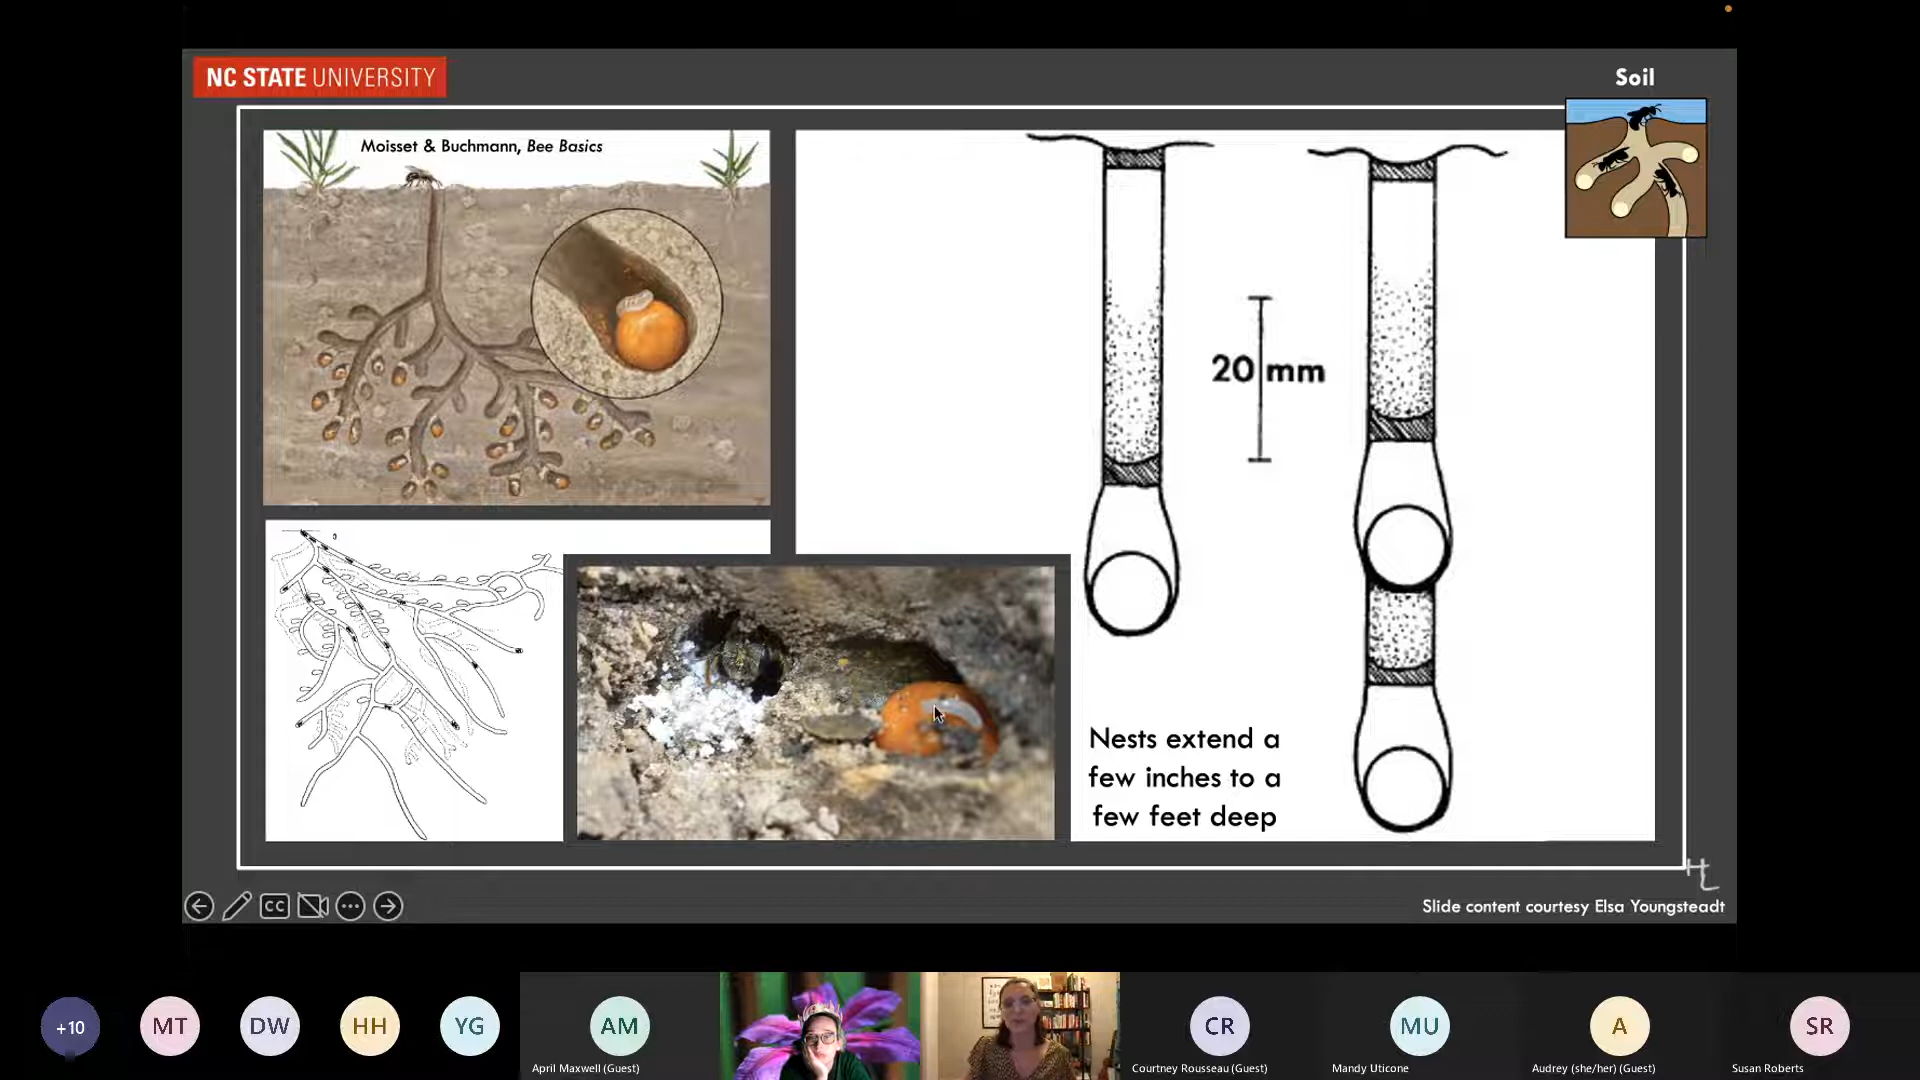 NC STATE UNIVERSITY
Soil
Moisset & Buchmann, Bee Basics
20 mm
Nests extend a
few inches to a
few feet deep
HL
CC
Slide content courtesy Elsa Youngsteadt
+10
MT
DW
HH
YG
AM
CR
MU
A
SR
April Maxwell (Guest)
Courtney Rousseau (Guest)
Mandy Uticone
Audrey (she/her) (Guest)
Susan Roberts